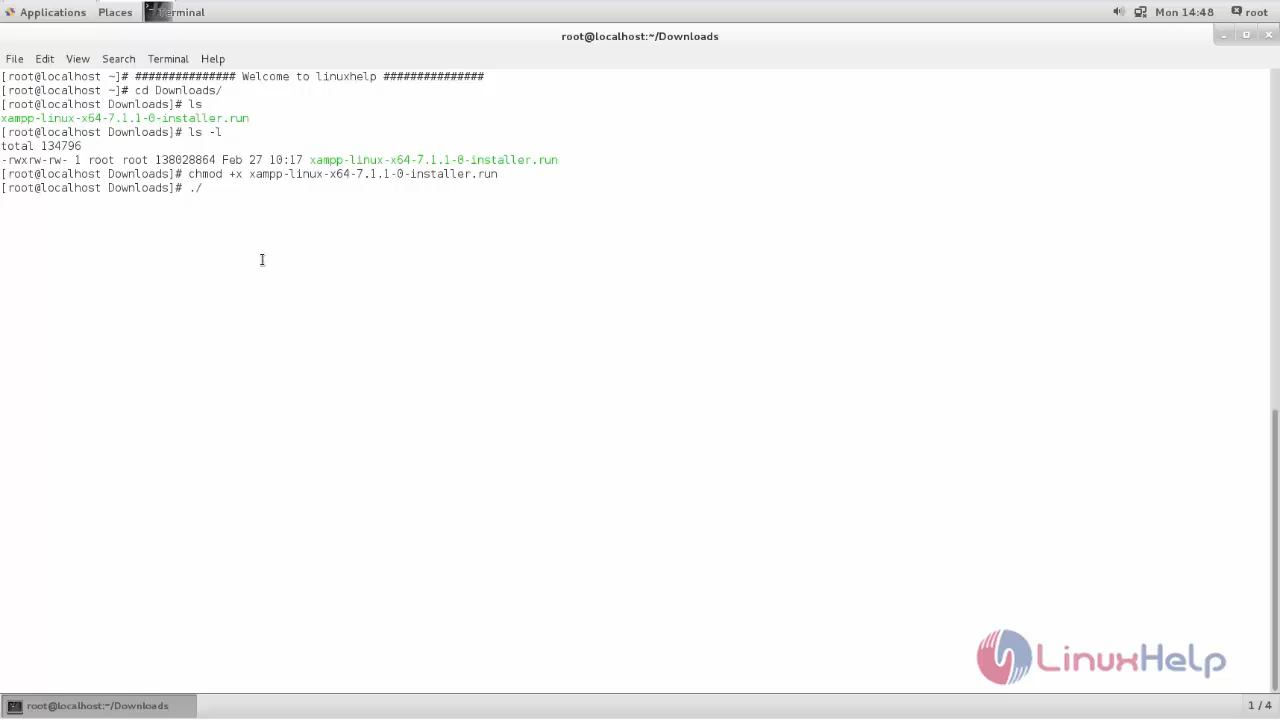 Applications Places Terminal Mon 14:48 root
root@localhost:~/Downloads
File Edit View Search Terminal Help
[root@localhost ~]# ############### Welcome to linuxhelp ###############
[root@localhost ~]# cd Downloads/
[root@localhost Downloads]# ls
xampp-linux-x64-7.1.1-0-installer.run
[root@localhost Downloads]# ls -l
total 134796
-rwxrw-rw- 1 root root 138028864 Feb 27 10:17 xampp-linux-x64-7.1.1-0-installer.run
[root@localhost Downloads]# chmod +x xampp-linux-x64-7.1.1-0-installer.run
[root@localhost Downloads]# ./
LinuxHelp
root@localhost:~/Downloads 1 / 4